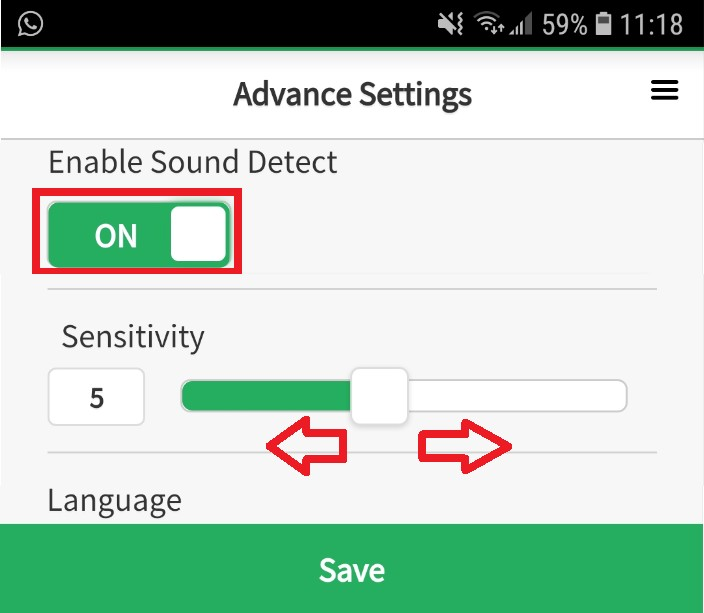 59% 11:18
Advance Settings
Enable Sound Detect
ON
Sensitivity
5
Language
Save